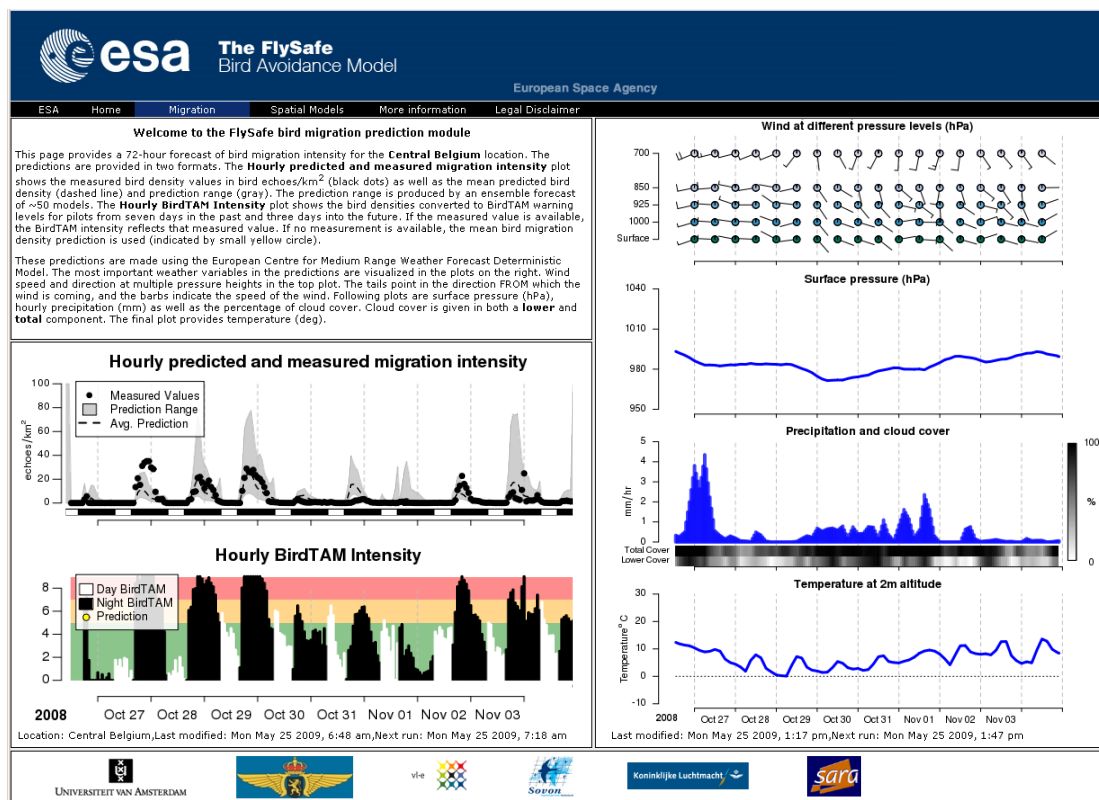 esa
The FlySafe
Bird Avoidance Model
European Space Agency
ESA Home Migration Spatial Models More information Legal Disclaimer
Welcome to the FlySafe bird migration prediction module
This page provides a 72-hour forecast of bird migration intensity for the Central Belgium location. The
predictions are provided in two formats. The Hourly predicted and measured migration intensity plot
shows the measured bird density values in bird echoes/km² (black dots) as well as the mean predicted bird
density (dashed line) and prediction range (gray). The prediction range is produced by an ensemble forecast
of ~50 models. The Hourly BirdTAM Intensity plot shows the bird densities converted to BirdTAM warning
levels for pilots from seven days in the past and three days into the future. If the measured value is available,
the BirdTAM intensity reflects that measured value. If no measurement is available, the mean bird migration
density prediction is used (indicated by small yellow circle).
These predictions are made using the European Centre for Medium Range Weather Forecast Deterministic
Model. The most important weather variables in the predictions are visualized in the plots on the right. Wind
speed and direction at multiple pressure heights in the top plot. The tails point in the direction FROM which the
wind is coming, and the barbs indicate the speed of the wind. Following plots are surface pressure (hPa),
hourly precipitation (mm) as well as the percentage of cloud cover. Cloud cover is given in both a lower and
total component. The final plot provides temperature (deg).
Hourly predicted and measured migration intensity
100
80
60
40
20
0
echoes/km²
Measured Values
Prediction Range
Avg. Prediction
Hourly BirdTAM Intensity
8
6
4
2
0
Day BirdTAM
Night BirdTAM
Prediction
2008 Oct 27 Oct 28 Oct 29 Oct 30 Oct 31 Nov 01 Nov 02 Nov 03
Location: Central Belgium,Last modified: Mon May 25 2009, 6:48 am,Next run: Mon May 25 2009, 7:18 am
Wind at different pressure levels (hPa)
700
850
925
1000
Surface
Surface pressure (hPa)
1040
1010
980
950
Precipitation and cloud cover
5
4
3
2
1
0
mm/hr
Total Cover
Lower Cover
100
%
0
Temperature at 2m altitude
30
20
10
0
-10
Temperature° C
2008 Oct 27 Oct 28 Oct 29 Oct 30 Oct 31 Nov 01 Nov 02 Nov 03
Last modified: Mon May 25 2009, 1:17 pm,Next run: Mon May 25 2009, 1:47 pm
UNIVERSITEIT VAN AMSTERDAM
vl-e
Sovon
Koninklijke Luchtmacht
sara